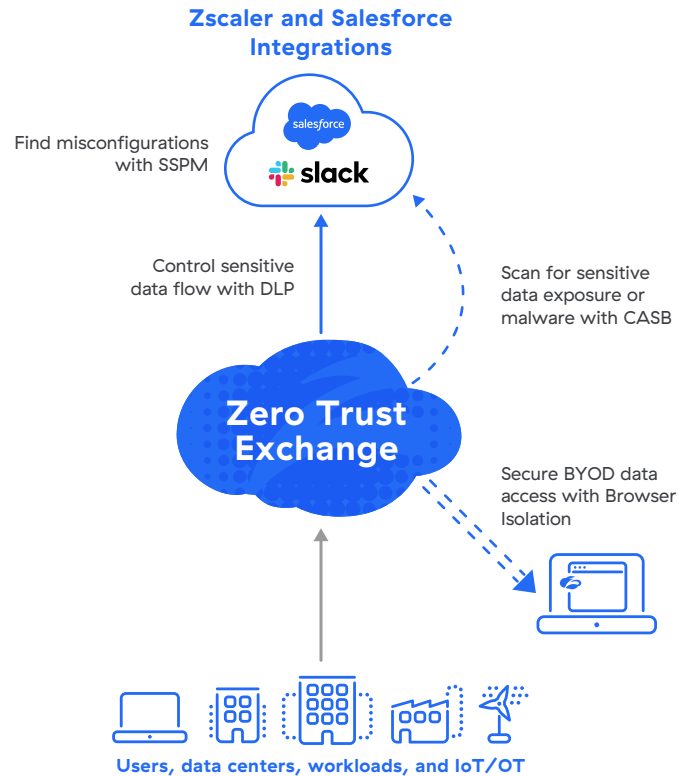 Zscaler and Salesforce
Integrations
salesforce
slack
Find misconfigurations
with SSPM
Control sensitive
data flow with DLP
Scan for sensitive
data exposure or
malware with CASB
Zero Trust
Exchange
Secure BYOD data
access with Browser
Isolation
Users, data centers, workloads, and IoT/OT